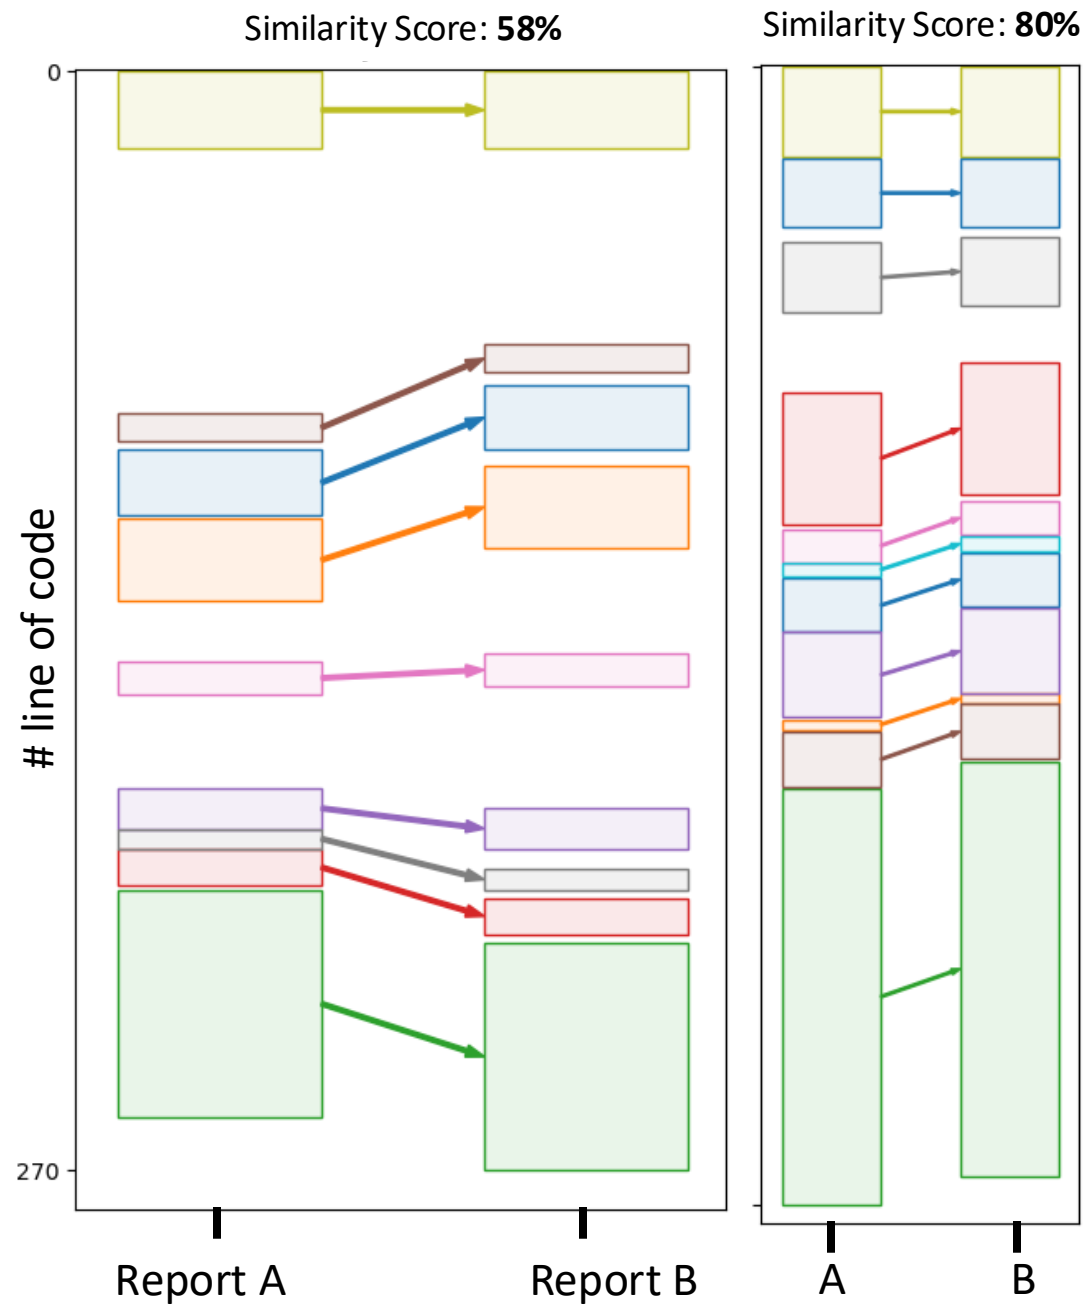 Similarity Score: 58%
Similarity Score: 80%
0
# line of code
270
Report A
Report B
A
B